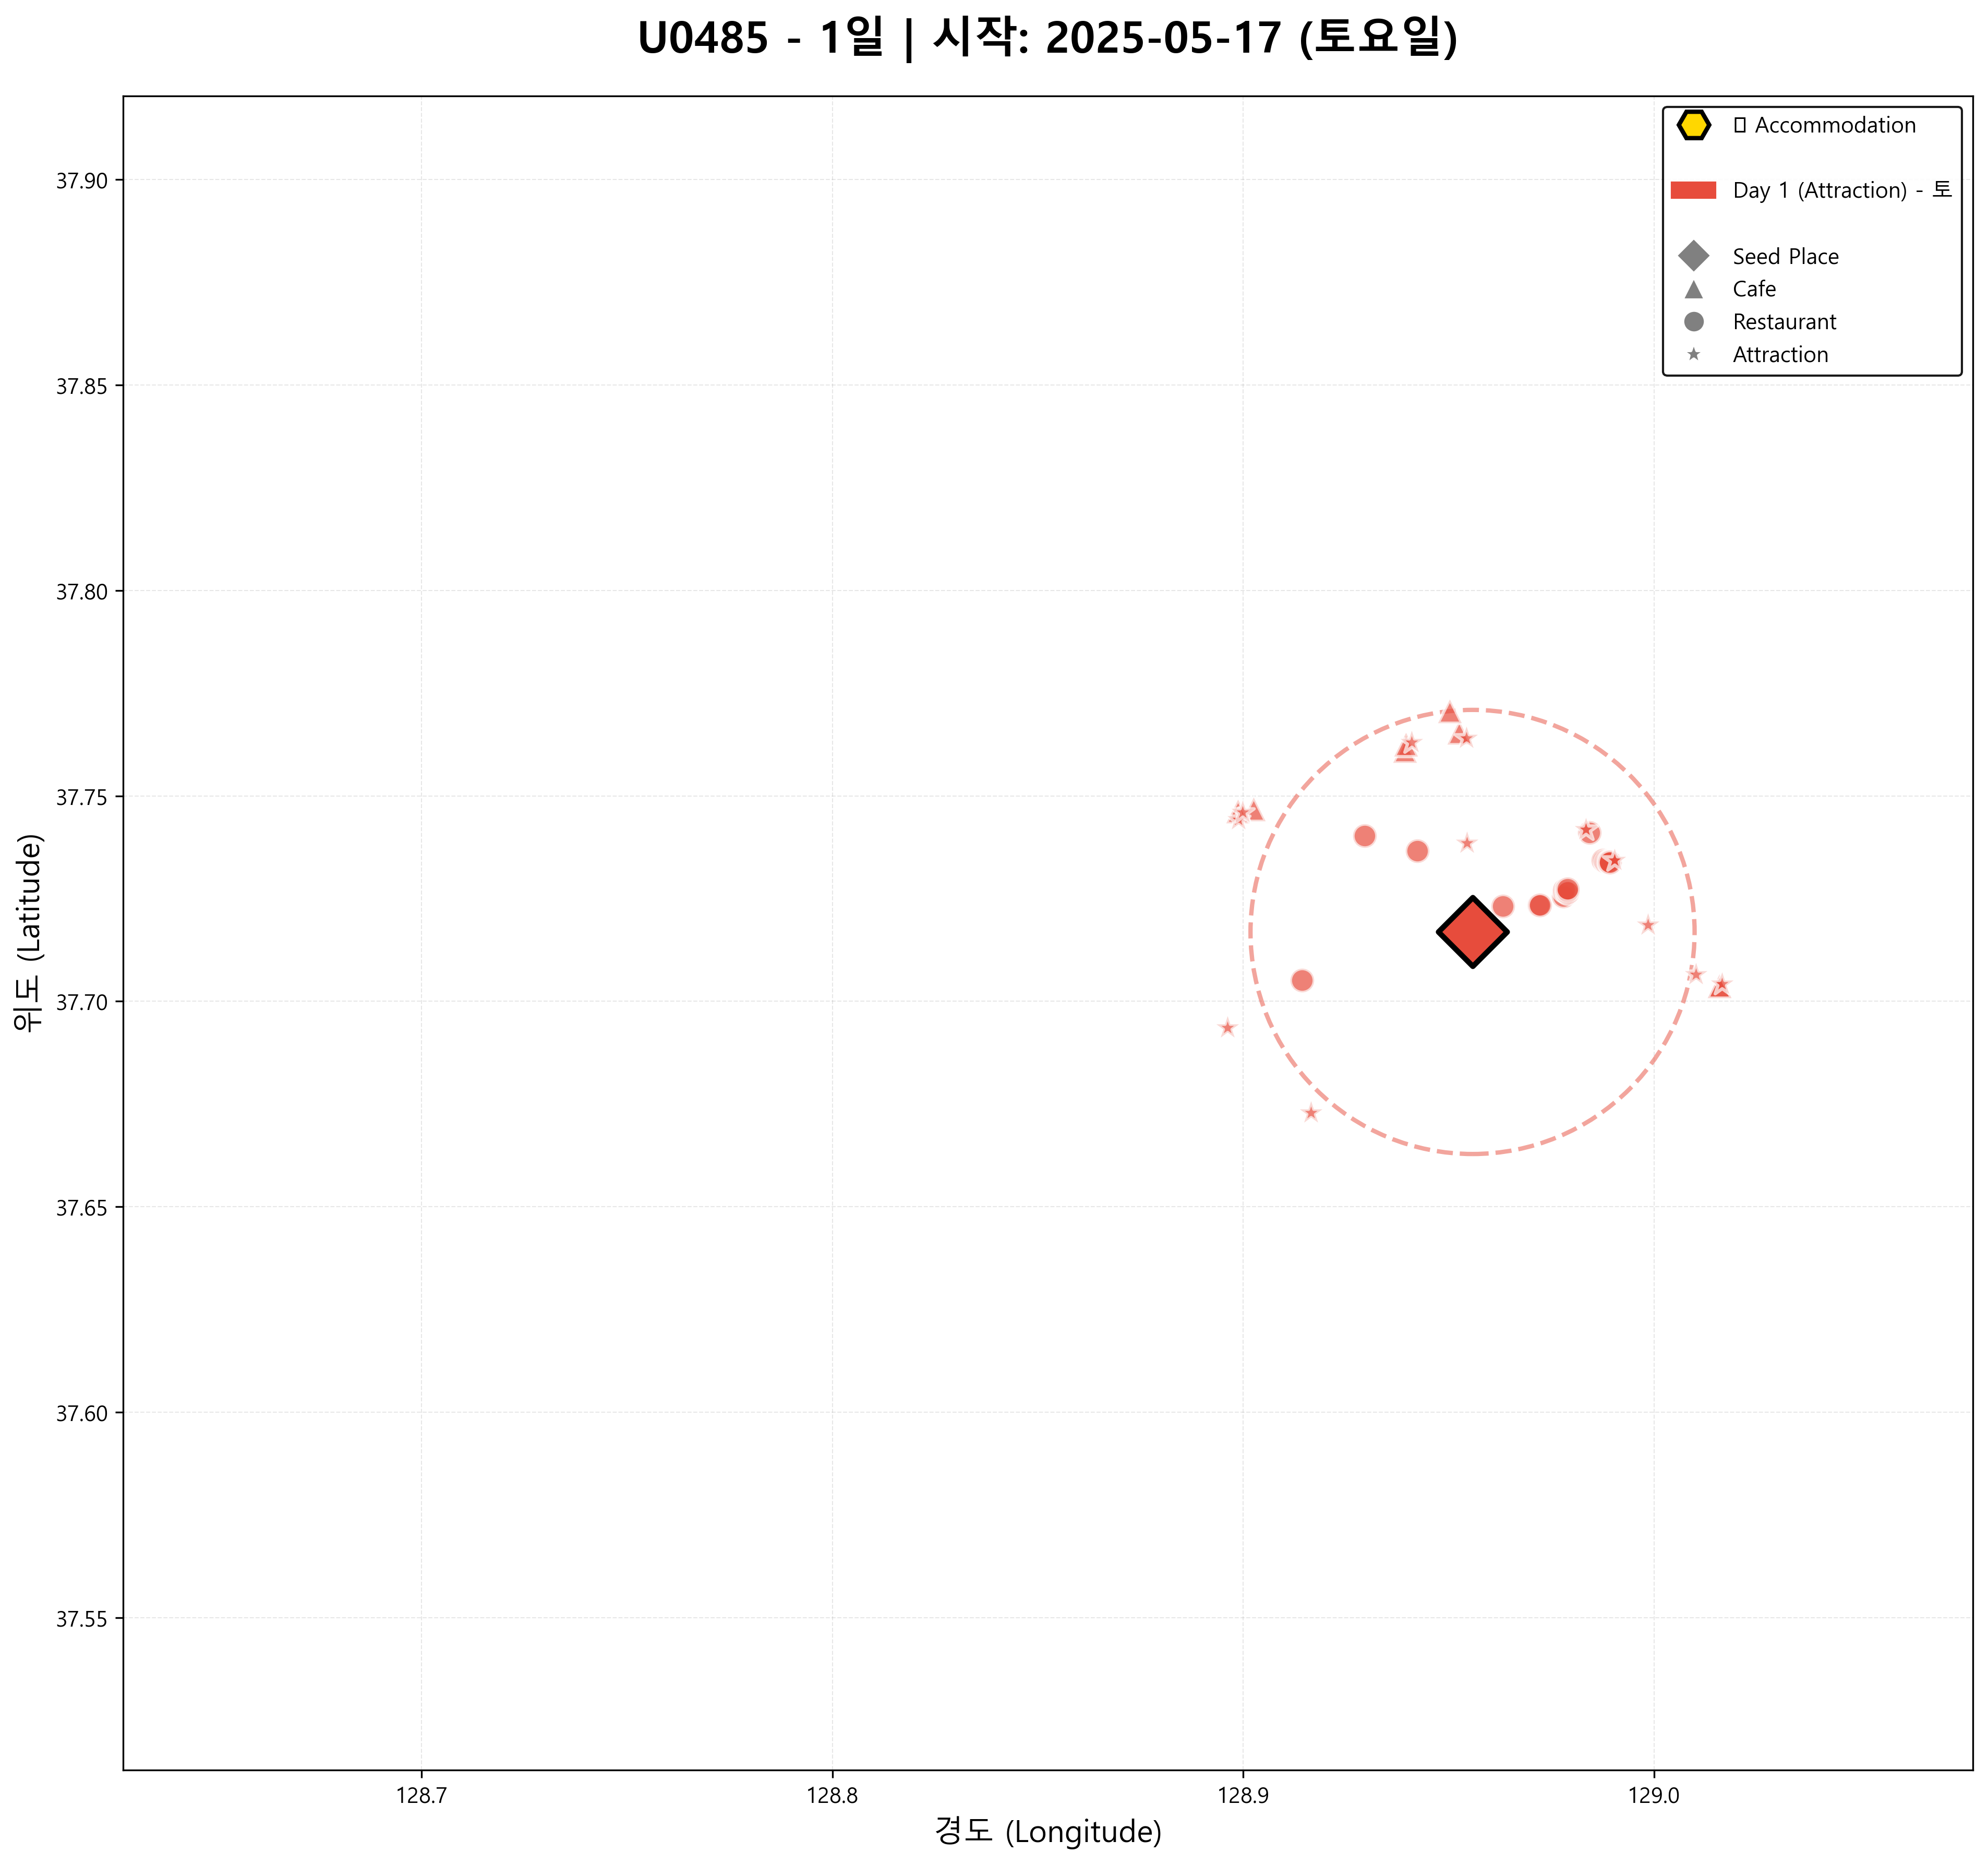 U0485 - 1일 | 시작: 2025-05-17 (토요일)
Accommodation
Day 1 (Attraction) - 토
Seed Place
Cafe
Restaurant
Attraction
37.90
37.85
37.80
37.75
37.70
37.65
37.60
37.55
위도 (Latitude)
128.7
128.8
128.9
129.0
경도 (Longitude)